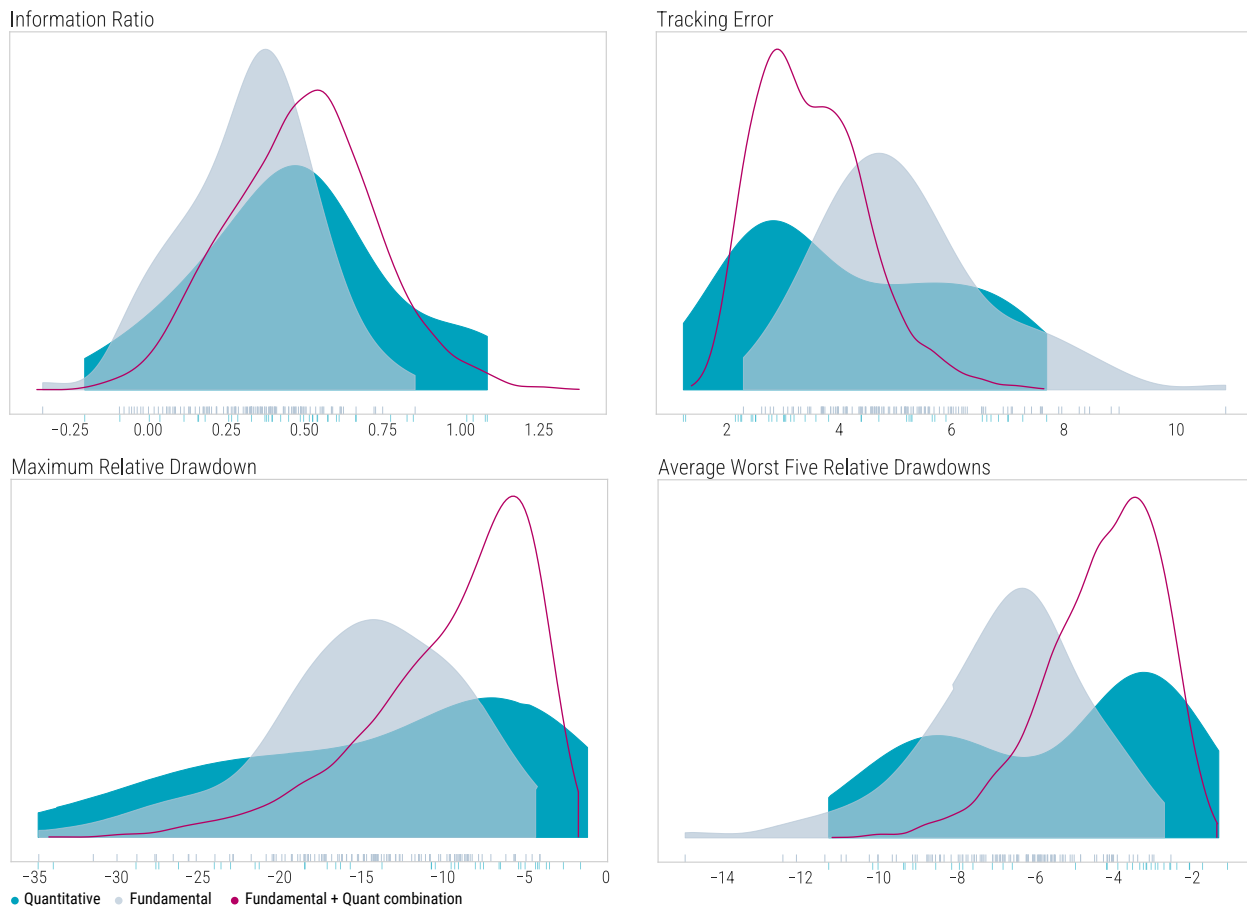 Information Ratio
Tracking Error
−0.25 0.00 0.25 0.50 0.75 1.00 1.25
2 4 6 8 10
Maximum Relative Drawdown
Average Worst Five Relative Drawdowns
−35 −30 −25 −20 −15 −10 −5 0
−14 −12 −10 −8 −6 −4 −2
Quantitative Fundamental Fundamental + Quant combination